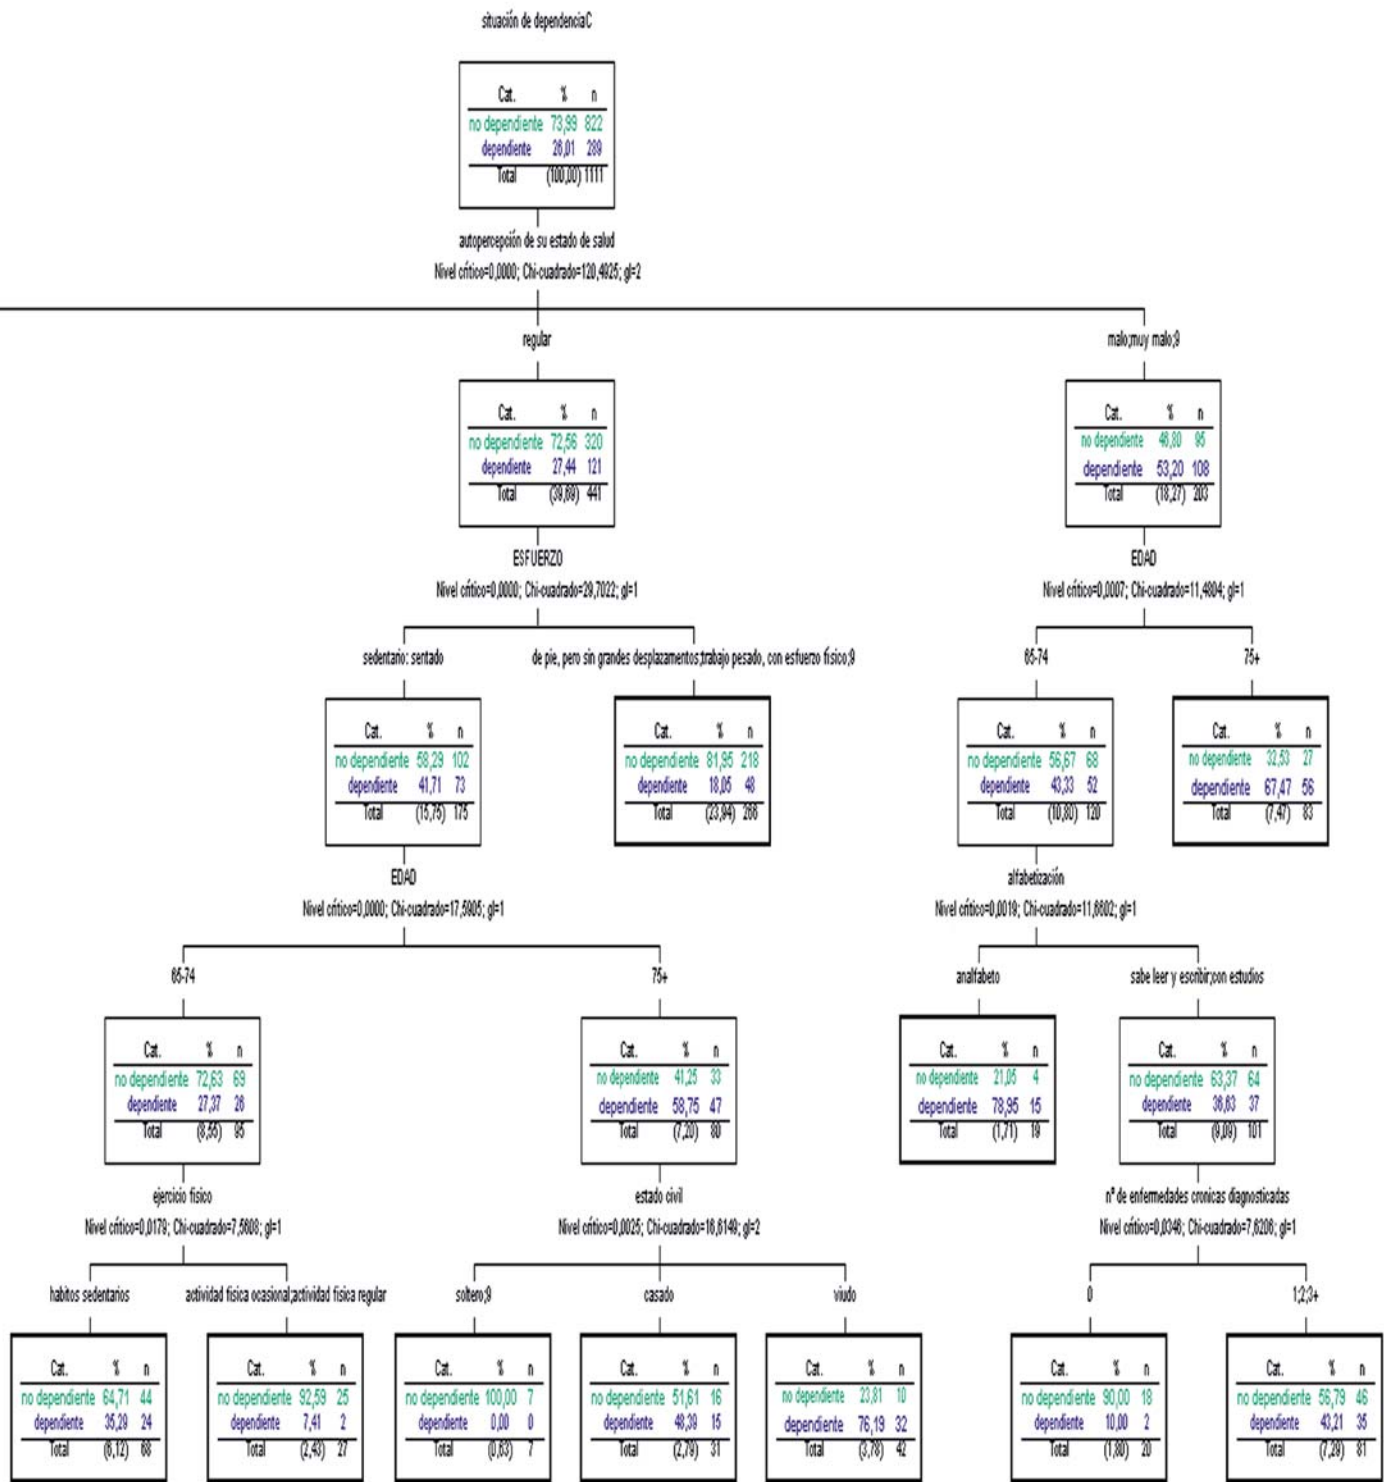 situación de dependenciaC
Cat. % n
no dependiente 73,99 822
dependiente 26,01 289
Total (100,00) 1111
autopercepción de su estado de salud
Nivel crítico=0,0000; Chi-cuadrado=120,4925; gl=2
regular
Cat. % n
no dependiente 72,56 320
dependiente 27,44 121
Total (39,69) 441
malo;muy malo;9
Cat. % n
no dependiente 46,80 95
dependiente 53,20 108
Total (18,27) 203
ESFUERZO
Nivel crítico=0,0000; Chi-cuadrado=29,7022; gl=1
EDAD
Nivel crítico=0,0007; Chi-cuadrado=11,4804; gl=1
sedentario: sentado
Cat. % n
no dependiente 58,29 102
dependiente 41,71 73
Total (15,75) 175
de pie, pero sin grandes desplazamentos;trabajo pesado, con esfuerzo físico;9
Cat. % n
no dependiente 81,95 218
dependiente 18,05 48
Total (23,94) 266
65-74
Cat. % n
no dependiente 56,67 68
dependiente 43,33 52
Total (10,80) 120
75+
Cat. % n
no dependiente 32,53 27
dependiente 67,47 56
Total (7,47) 83
EDAD
Nivel crítico=0,0000; Chi-cuadrado=17,5905; gl=1
alfabetización
Nivel crítico=0,0019; Chi-cuadrado=11,6602; gl=1
65-74
Cat. % n
no dependiente 72,63 69
dependiente 27,37 26
Total (8,55) 95
75+
Cat. % n
no dependiente 41,25 33
dependiente 58,75 47
Total (7,20) 80
analfabeto
Cat. % n
no dependiente 21,05 4
dependiente 78,95 15
Total (1,71) 19
sabe leer y escribir;con estudios
Cat. % n
no dependiente 63,37 64
dependiente 36,63 37
Total (9,09) 101
ejercicio fisico
Nivel crítico=0,0179; Chi-cuadrado=7,5608; gl=1
estado civil
Nivel crítico=0,0025; Chi-cuadrado=16,6149; gl=2
nº de enfermedades cronicas diagnosticadas
Nivel crítico=0,0346; Chi-cuadrado=7,6206; gl=1
habitos sedentarios
Cat. % n
no dependiente 64,71 44
dependiente 35,29 24
Total (6,12) 68
actividad fisica ocasional;actividad fisica regular
Cat. % n
no dependiente 92,59 25
dependiente 7,41 2
Total (2,43) 27
soltero;9
Cat. % n
no dependiente 100,00 7
dependiente 0,00 0
Total (0,63) 7
casado
Cat. % n
no dependiente 51,61 16
dependiente 48,39 15
Total (2,79) 31
viudo
Cat. % n
no dependiente 23,81 10
dependiente 76,19 32
Total (3,78) 42
0
Cat. % n
no dependiente 90,00 18
dependiente 10,00 2
Total (1,80) 20
1;2;3+
Cat. % n
no dependiente 56,79 46
dependiente 43,21 35
Total (7,29) 81